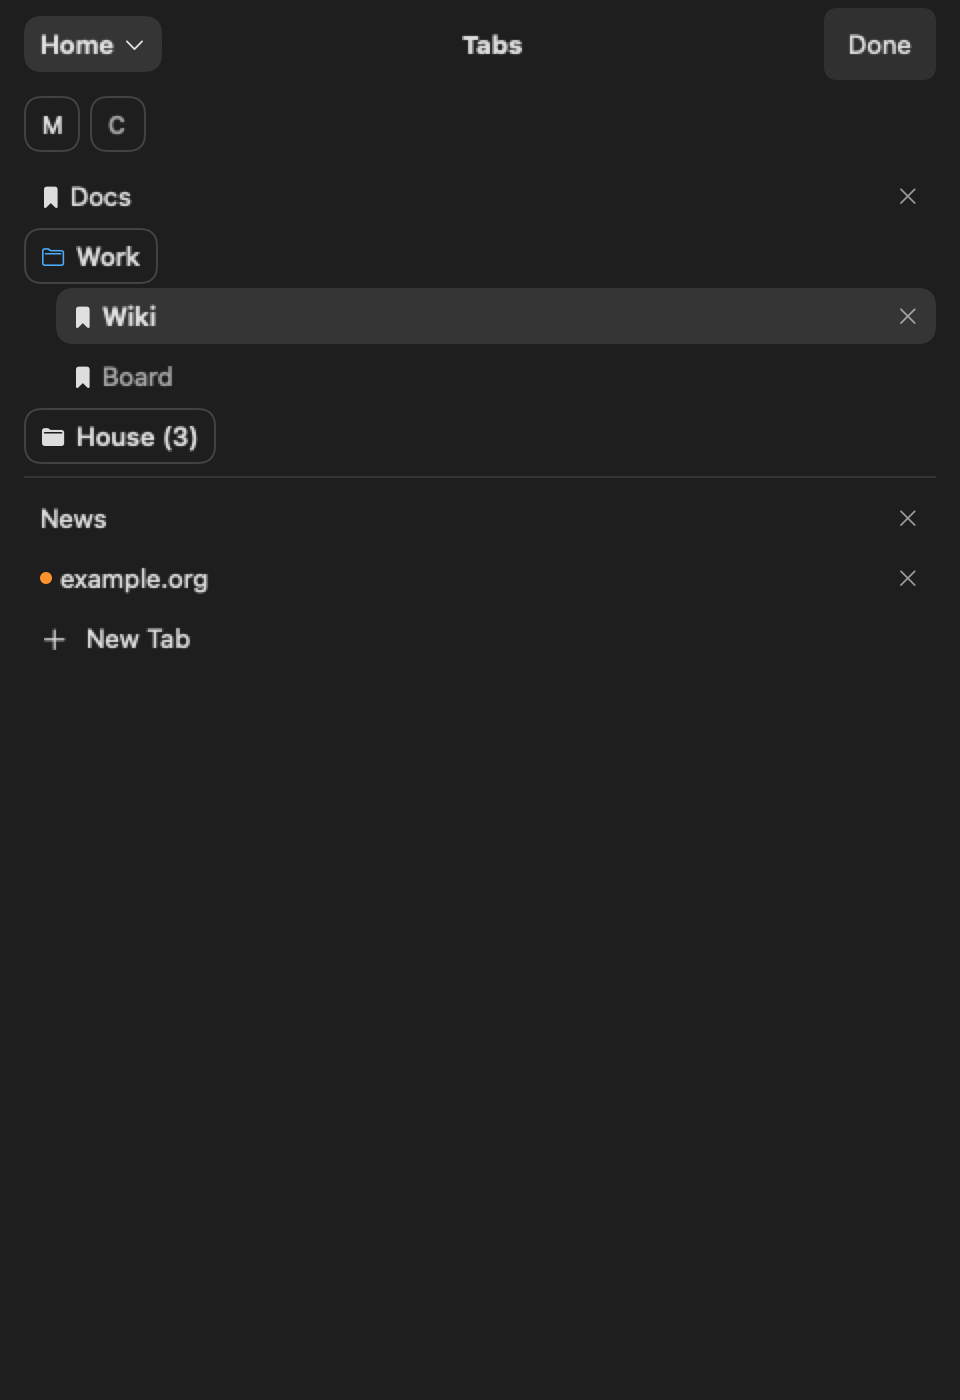 Home
Tabs
Done
M
C
Docs
Work
Wiki
Board
House (3)
News
example.org
New Tab